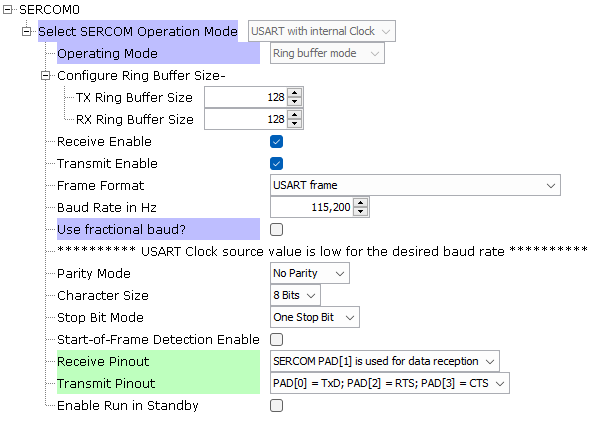 SERCOM0
Select SERCOM Operation Mode USART with internal Clock
Operating Mode Ring buffer mode
Configure Ring Buffer Size-
TX Ring Buffer Size 128
RX Ring Buffer Size 128
Receive Enable
Transmit Enable
Frame Format USART frame
Baud Rate in Hz 115,200
Use fractional baud?
********** USART Clock source value is low for the desired baud rate **********
Parity Mode No Parity
Character Size 8 Bits
Stop Bit Mode One Stop Bit
Start-of-Frame Detection Enable
Receive Pinout SERCOM PAD[1] is used for data reception
Transmit Pinout PAD[0] = TxD; PAD[2] = RTS; PAD[3] = CTS
Enable Run in Standby